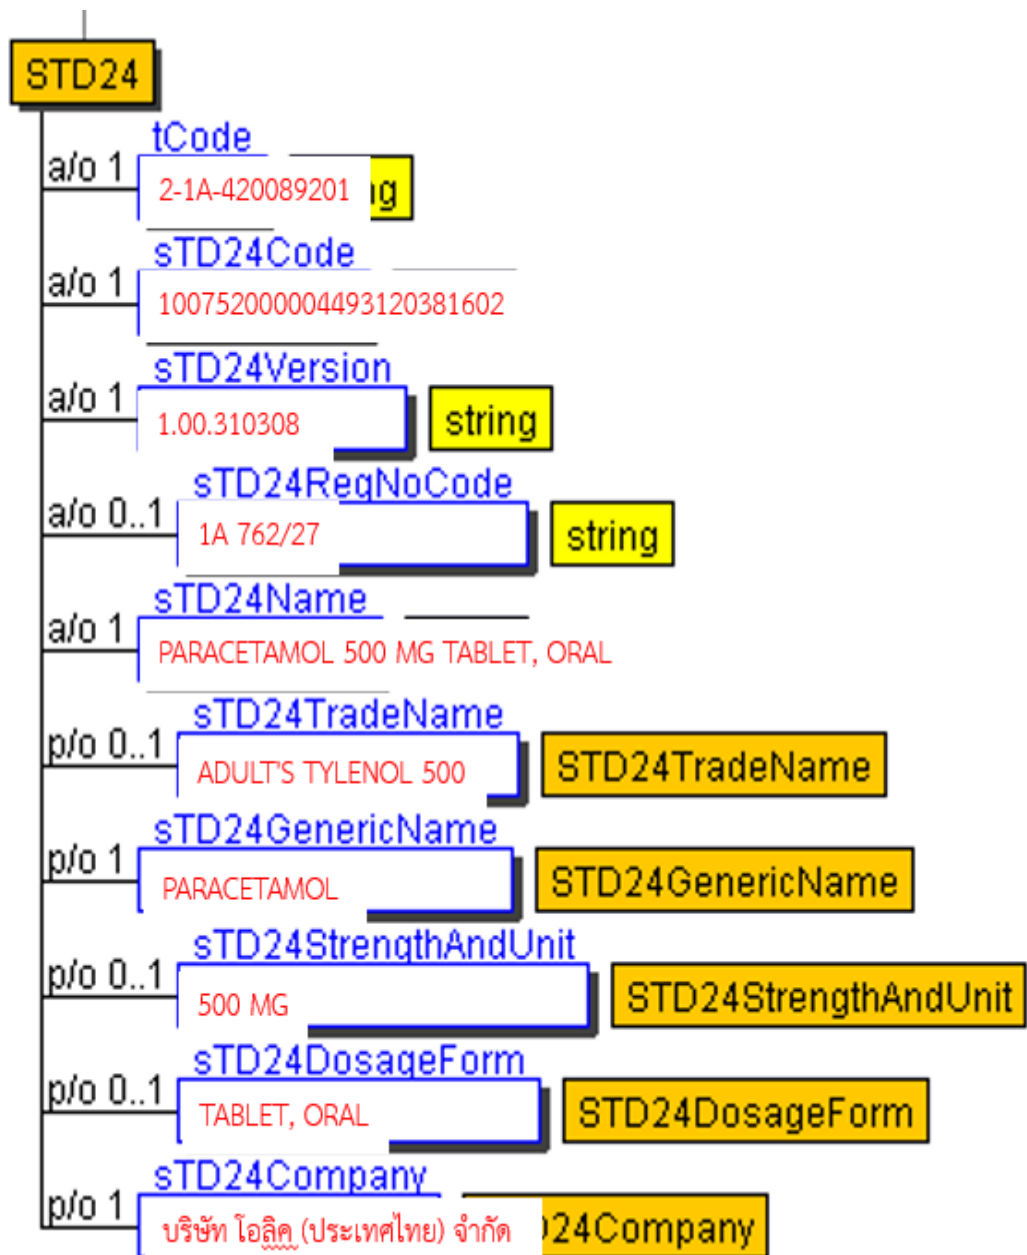 STD24
tCode
a/o 1 2-1A-420089201 ng
sTD24Code
a/o 1 100752000004493120381602
sTD24Version
a/o 1 1.00.310308 string
sTD24RegNoCode
a/o 0..1 1A 762/27 string
sTD24Name
a/o 1 PARACETAMOL 500 MG TABLET, ORAL
sTD24TradeName
p/o 0..1 ADULT'S TYLENOL 500 STD24TradeName
sTD24GenericName
p/o 1 PARACETAMOL STD24GenericName
sTD24StrengthAndUnit
p/o 0..1 500 MG STD24StrengthAndUnit
sTD24DosageForm
p/o 0..1 TABLET, ORAL STD24DosageForm
sTD24Company
p/o 1 บริษัท โอลิค (ประเทศไทย) จำกัด D24Company